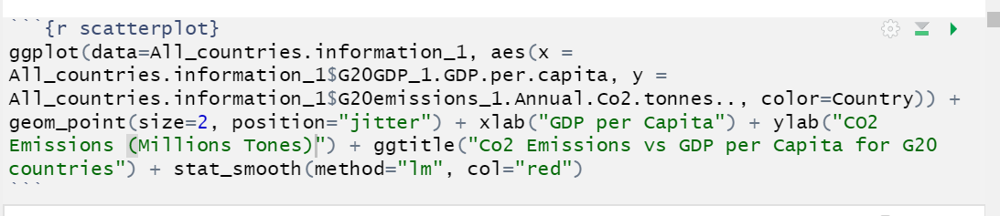 ```{r scatterplot}
ggplot(data=All_countries.information_1, aes(x =
All_countries.information_1$G20GDP_1.GDP.per.capita, y =
All_countries.information_1$G20emissions_1.Annual.Co2.tonnes.., color=Country)) +
geom_point(size=2, position="jitter") + xlab("GDP per Capita") + ylab("CO2
Emissions (Millions Tones)") + ggtitle("Co2 Emissions vs GDP per Capita for G20
countries") + stat_smooth(method="lm", col="red")
```